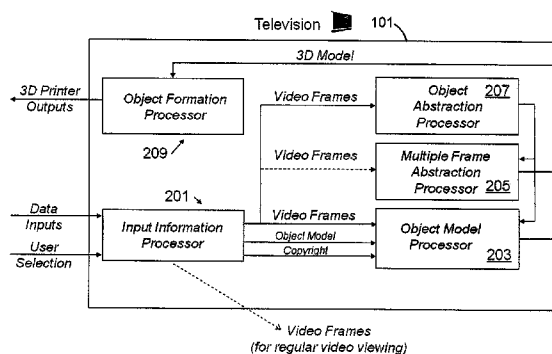 Television
101
3D Model
3D Printer
Outputs
Object Formation
Processor
209
Video Frames
Object
Abstraction
Processor
207
Video Frames
Multiple Frame
Abstraction
Processor
205
201
Data
Inputs
User
Selection
Input Information
Processor
Video Frames
Object Model
Copyright
Object Model
Processor
203
Video Frames
(for regular video viewing)